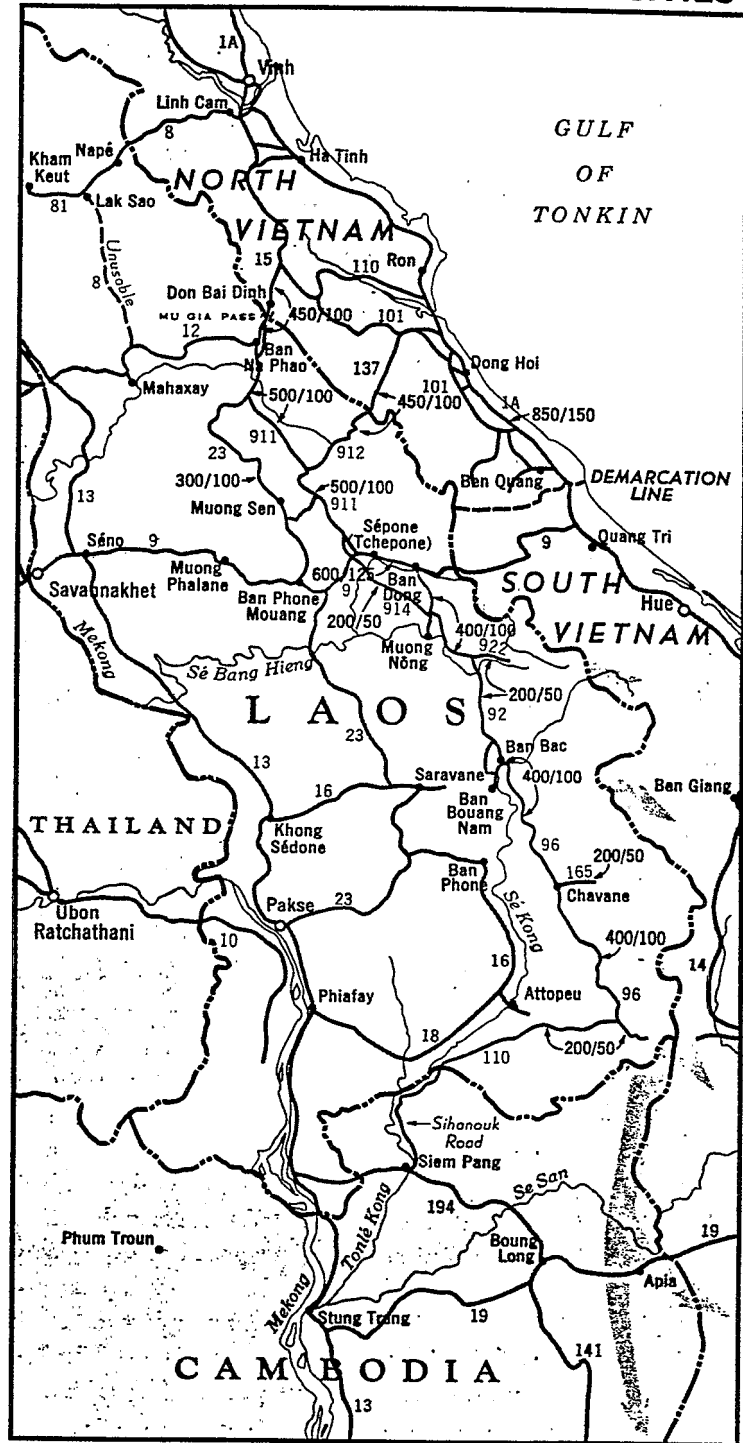 1A
Vinh
Linh Cam
8
GULF
OF
TONKIN
Napê
Kham
Keut
Ha Tinh
NORTH
Lak Sao
81
VIETNAM
Unusable
8
15
110
Ron
Don Bai Dinh
450/100
MU GIA PASS
101
12
Ban
Na Phao
137
Dong Hoi
Mahaxay
101
500/100
450/100
1A
850/150
911
23
912
300/100
500/100
Ben Quang
DEMARCATION
LINE
13
911
Muong Sen
Sépone
(Tchepone)
Séno
9
9
Quang Tri
Muong
Phalane
600/125
Ban
Dong
SOUTH
Savannakhet
Ban Phone
Mouang
9
914
Hue
200/50
400/100
VIETNAM
922
Mekong
Muong
Nông
Sé Bang Hieng
200/50
LAOS
92
23
13
Ban Bac
400/100
16
Saravane
Ban Giang
Ban
Bouang
Nam
THAILAND
Khong
Sédone
96
200/50
165
Ban
Phone
Chavane
Sé Kong
Ubon
Ratchathani
Pakse
23
10
400/100
16
14
Phiafay
Attopeu
96
18
110
200/50
Sihanouk
Road
Siem Pang
Se San
194
19
Boung
Long
Phum Troun
Tonlé Kong
Apia
Mekong
Stung Treng
19
CAMBODIA
141
13